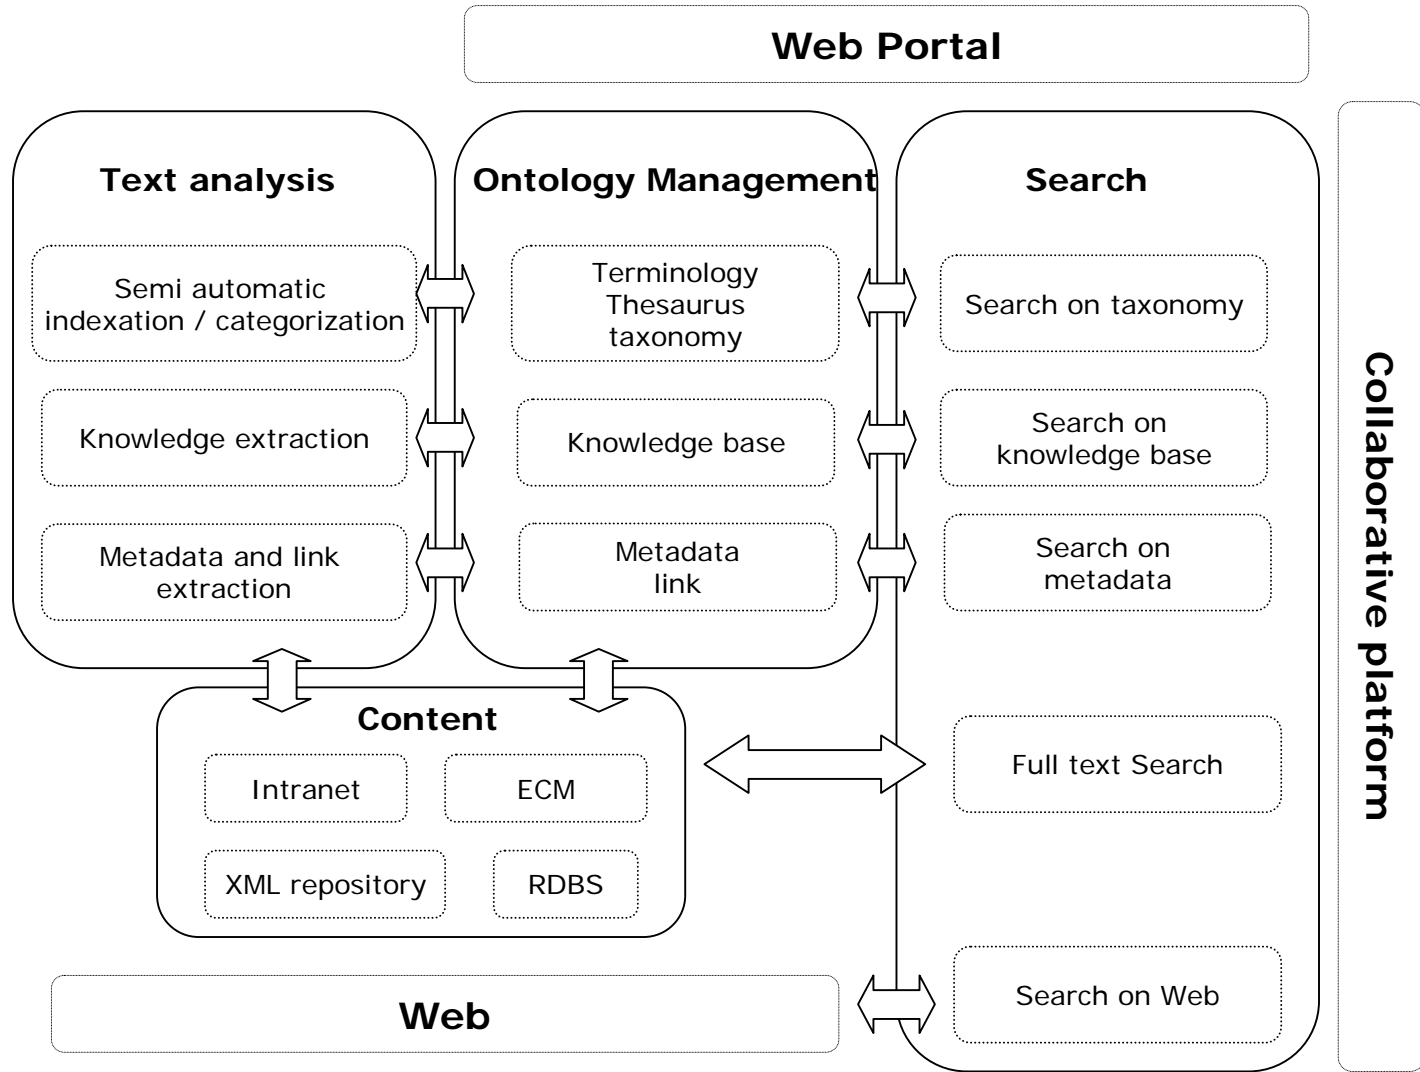 Web Portal
Text analysis
Semi automatic
indexation / categorization
Knowledge extraction
Metadata and link
extraction
Ontology Management
Terminology
Thesaurus
taxonomy
Knowledge base
Metadata
link
Search
Search on taxonomy
Search on
knowledge base
Search on
metadata
Full text Search
Search on Web
Content
Intranet
ECM
XML repository
RDBS
Web
Collaborative platform